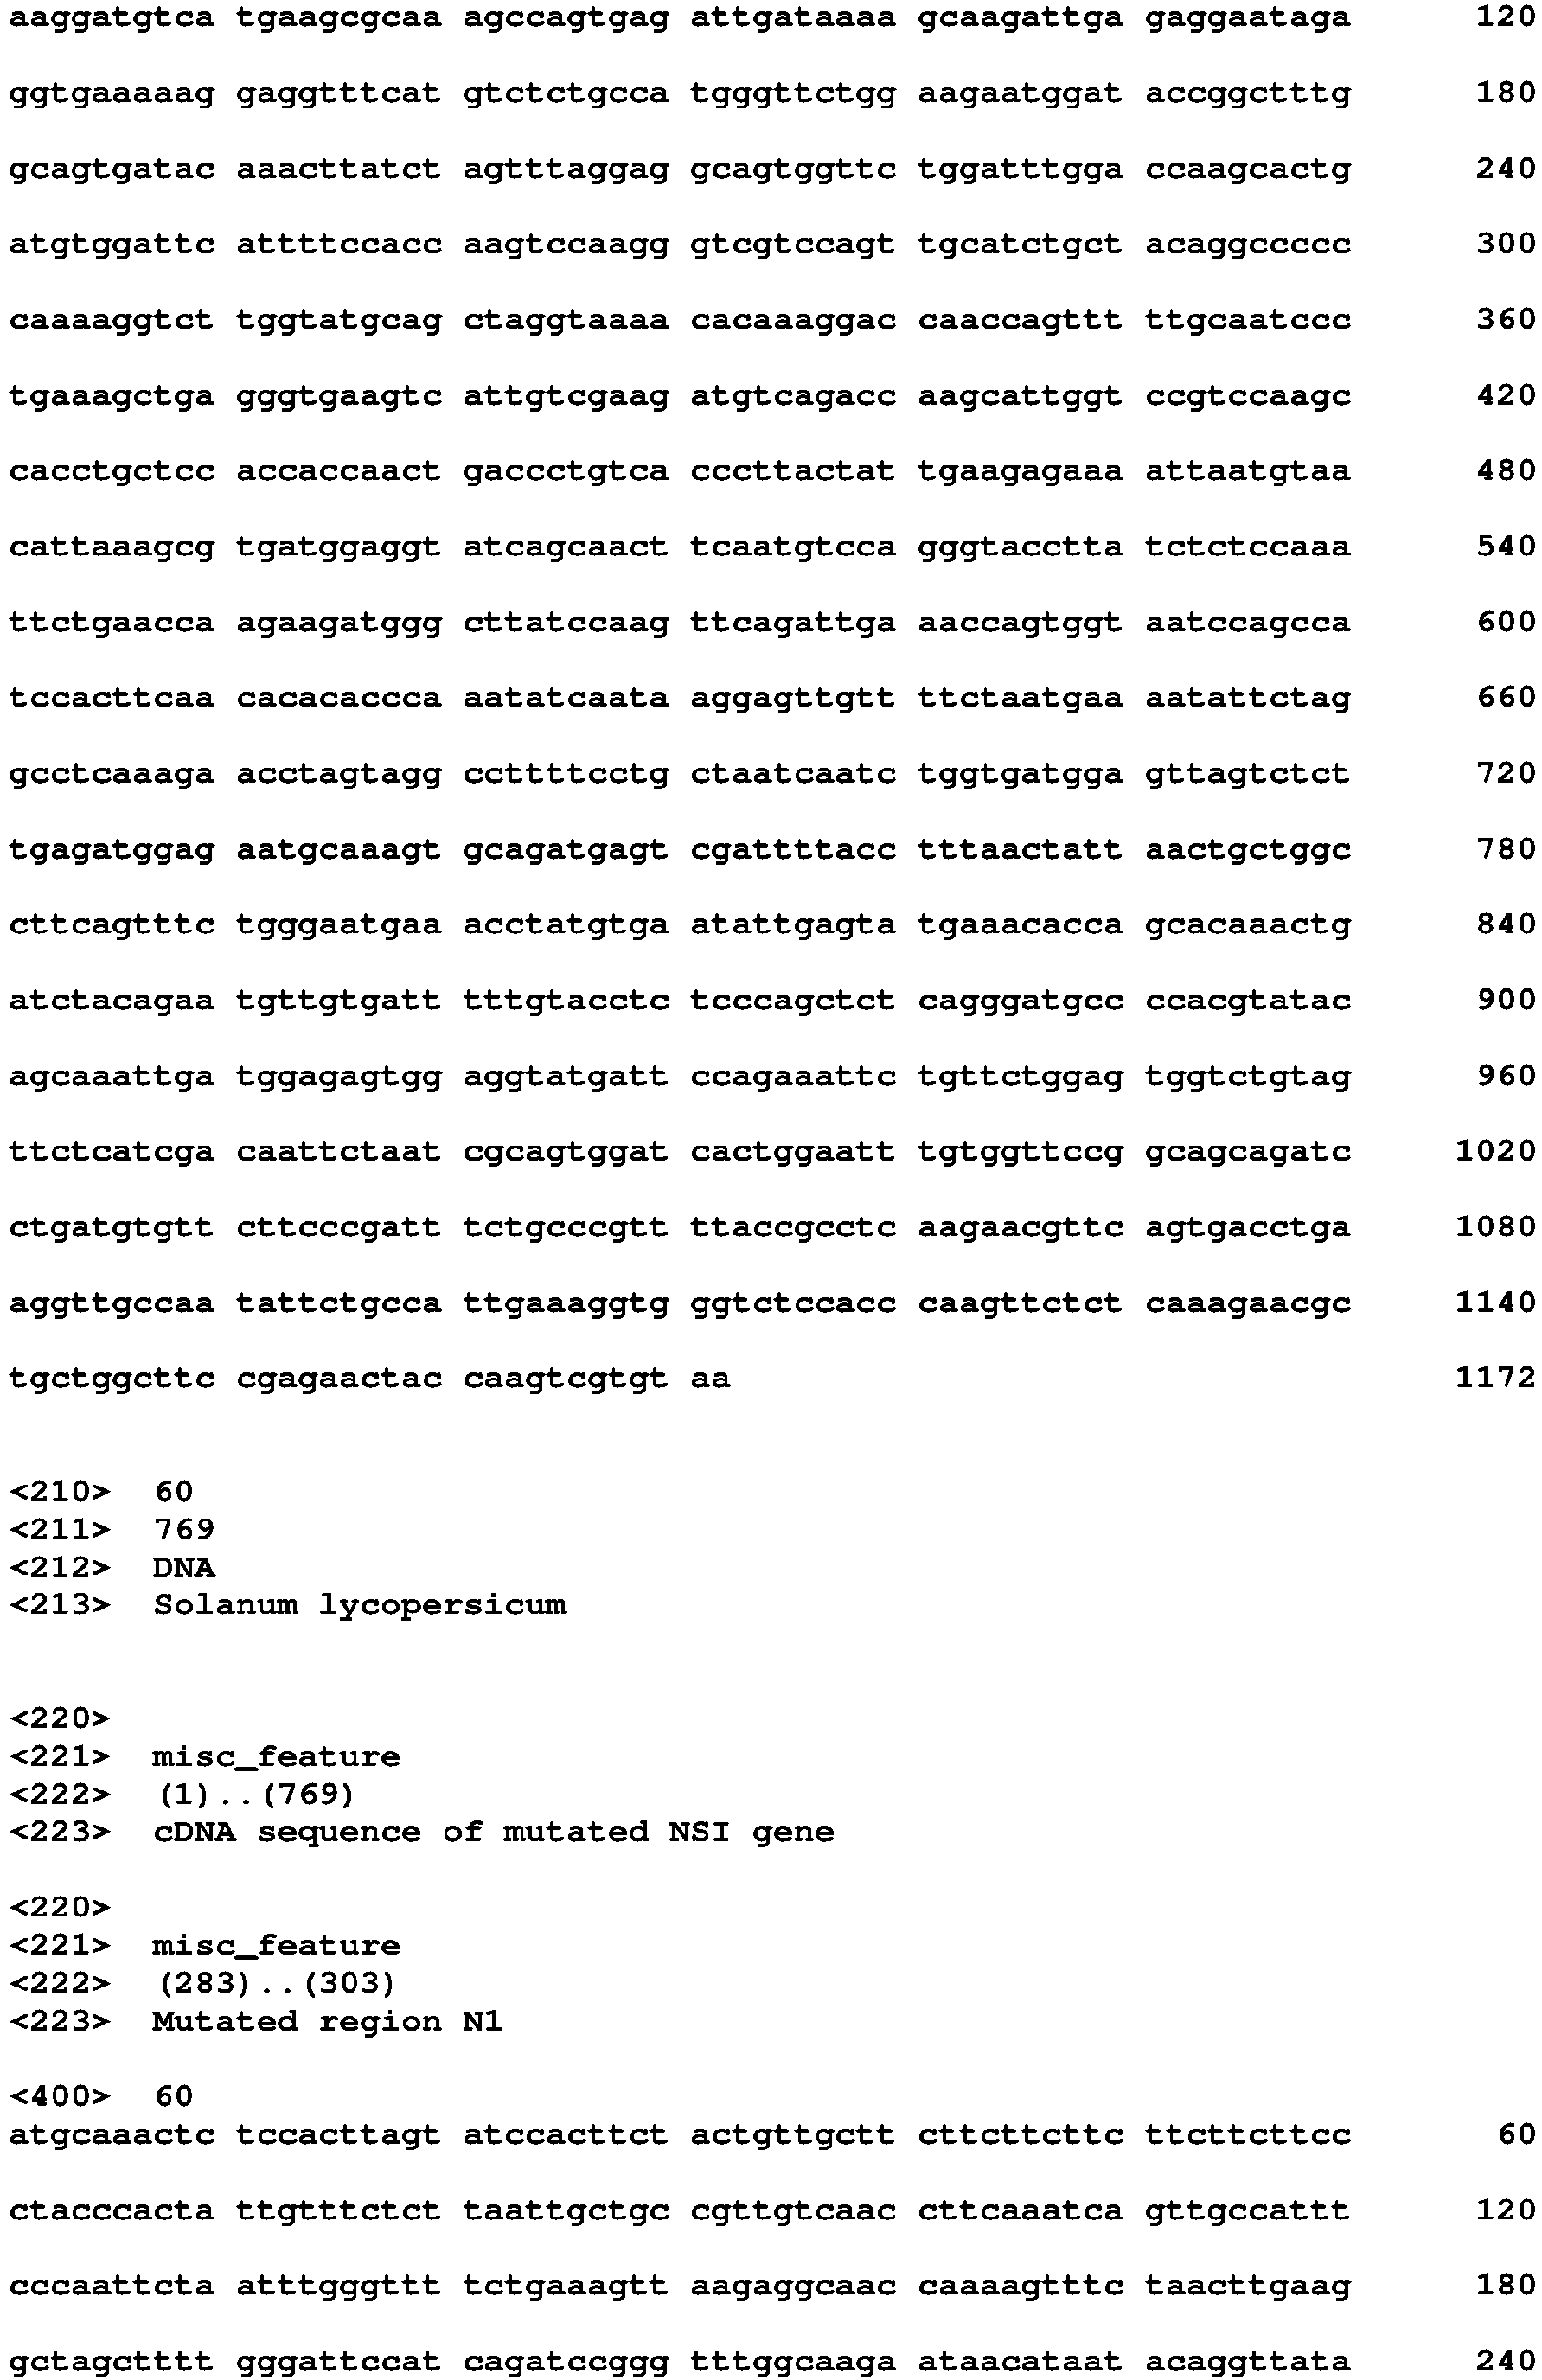 aaggatgtca tgaagcgcaa agccagtgag attgataaaa gcaagattga gaggaataga 120
ggtgaaaaag gaggtttcat gtctctgcca tgggttctgg aagaatggat accggctttg 180
gcagtgatac aaacttatct agtttaggag gcagtggttc tggatttgga ccaagcactg 240
atgtggattc attttccacc aagtccaagg gtcgtccagt tgcatctgct acaggccccc 300
caaaaggtct tggtatgcag ctaggtaaaa cacaaaggac caaccagttt ttgcaatccc 360
tgaaagctga gggtgaagtc attgtcgaag atgtcagacc aagcattggt ccgtccaagc 420
cacctgctcc accaccaact gaccctgtca cccttactat tgaagagaaa attaatgtaa 480
cattaaagcg tgatggaggt atcagcaact tcaatgtcca gggtacctta tctctccaaa 540
ttctgaacca agaagatggg cttatccaag ttcagattga aaccagtggt aatccagcca 600
tccacttcaa cacacaccca aatatcaata aggagttgtt ttctaatgaa aatattctag 660
gcctcaaaga acctagtagg ccttttcctg ctaatcaatc tggtgatgga gttagtctct 720
tgagatggag aatgcaaagt gcagatgagt cgattttacc tttaactatt aactgctggc 780
cttcagtttc tgggaatgaa acctatgtga atattgagta tgaaacacca gcacaaactg 840
atctacagaa tgttgtgatt tttgtacctc tcccagctct cagggatgcc ccacgtatac 900
agcaaattga tggagagtgg aggtatgatt ccagaaattc tgttctggag tggtctgtag 960
ttctcatcga caattctaat cgcagtggat cactggaatt tgtggttccg gcagcagatc 1020
ctgatgtgtt cttcccgatt tctgcccgtt ttaccgcctc aagaacgttc agtgacctga 1080
aggttgccaa tattctgcca ttgaaaggtg ggtctccacc caagttctct caaagaacgc 1140
tgctggcttc cgagaactac caagtcgtgt aa 1172
<210> 60
<211> 769
<212> DNA
<213> Solanum lycopersicum
<220>
<221> misc_feature
<222> (1)..(769)
<223> cDNA sequence of mutated NSI gene
<220>
<221> misc_feature
<222> (283)..(303)
<223> Mutated region N1
<400> 60
atgcaaactc tccacttagt atccacttct actgttgctt cttcttcttc ttcttcttcc 60
ctacccacta ttgtttctct taattgctgc cgttgtcaac cttcaaatca gttgccattt 120
cccaattcta atttgggttt tctgaaagtt aagaggcaac caaaagtttc taacttgaag 180
gctagctttt gggattccat cagatccggg tttggcaaga ataacataat acaggttata 240